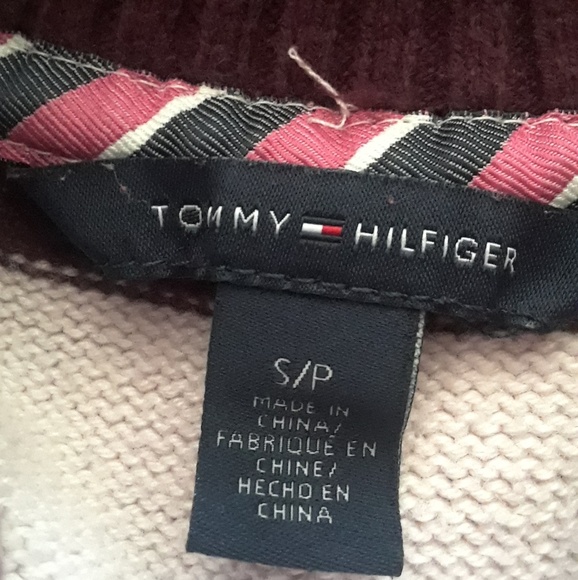 TOMMY HILFIGER
S/P
MADE IN
CHINA/
FABRIQUÉ EN
CHINE/
HECHO EN
CHINA